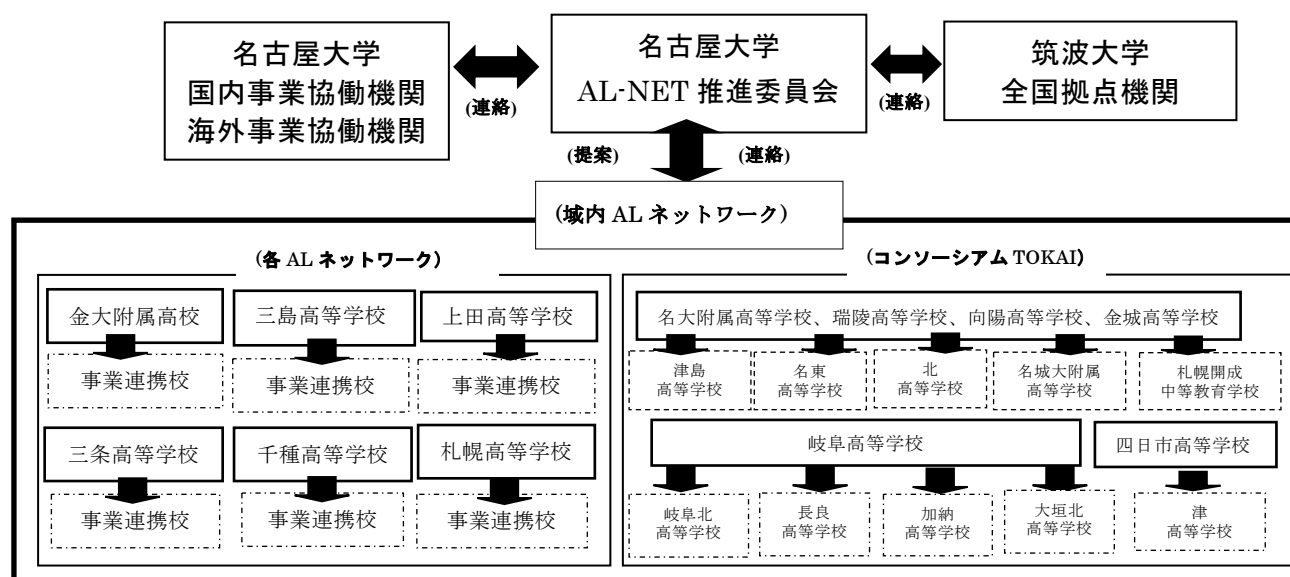 名古屋大学
国内事業協働機関
海外事業協働機関
(連絡)
名古屋大学
AL-NET 推進委員会
(連絡)
筑波大学
全国拠点機関
(提案)
(連絡)
(域内 AL ネットワーク)
(各 AL ネットワーク)
金大附属高校
三島高等学校
上田高等学校
事業連携校
事業連携校
事業連携校
三条高等学校
千種高等学校
札幌高等学校
事業連携校
事業連携校
事業連携校
(コンソーシアム TOKAI)
名大附属高等学校、瑞陵高等学校、向陽高等学校、金城高等学校
津島
高等学校
名東
高等学校
北
高等学校
名城大附属
高等学校
札幌開成
中等教育学校
岐阜高等学校
四日市高等学校
岐阜北
高等学校
長良
高等学校
加納
高等学校
大垣北
高等学校
津
高等学校